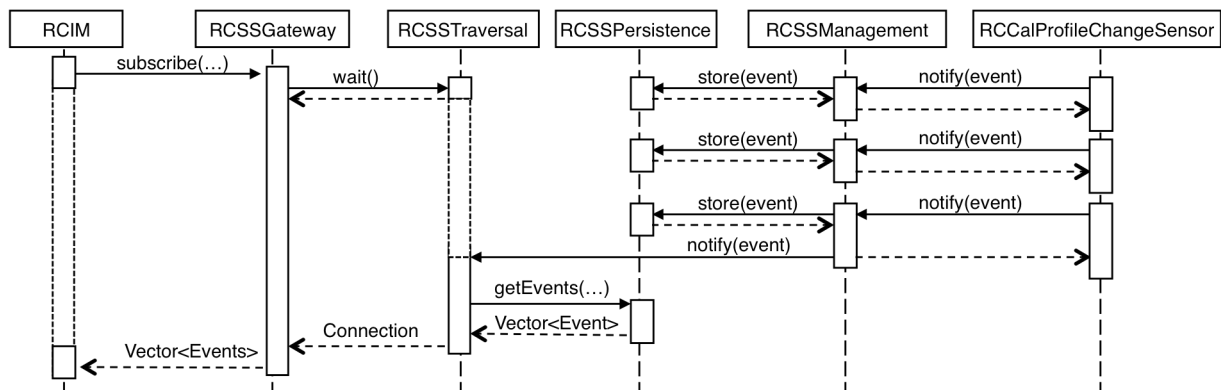 RCIM
RCSSGateway
RCSSTraversal
RCSSPersistence
RCSSManagement
RCCalProfileChangeSensor
subscribe(…)
wait()
store(event)
notify(event)
store(event)
notify(event)
store(event)
notify(event)
notify(event)
getEvents(…)
Vector<Event>
Connection
Vector<Events>